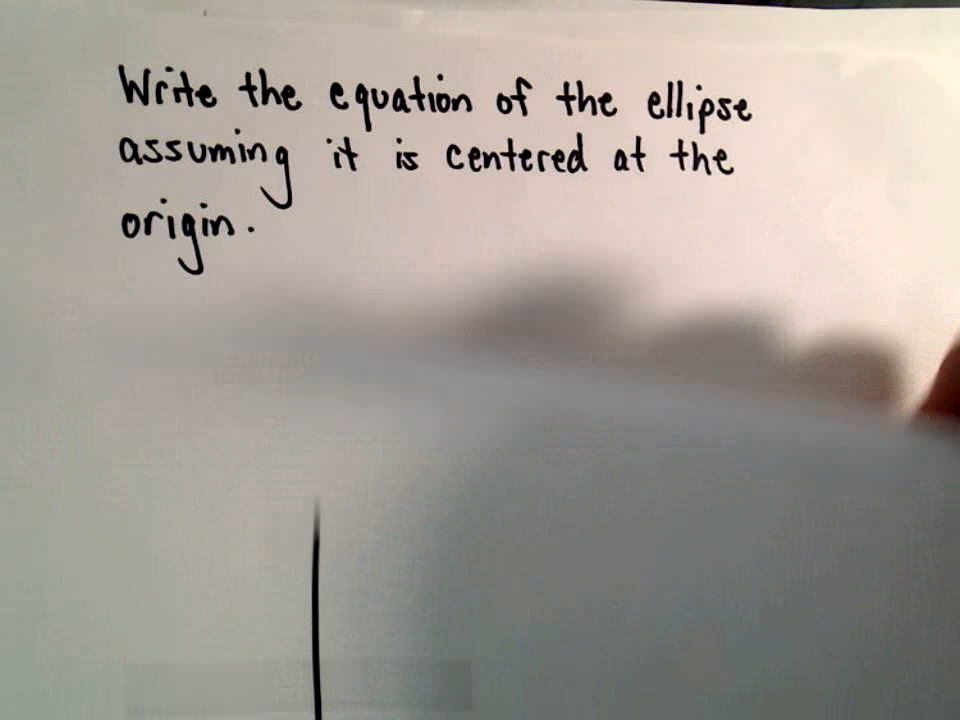 Write the equation of the ellipse
assuming it is centered at the
origin.